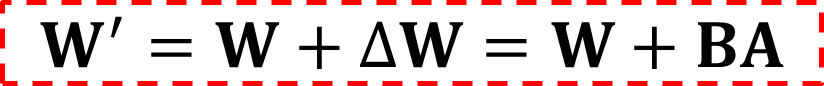 𝐖′ = 𝐖 + Δ𝐖 = 𝐖 + 𝐁𝐀